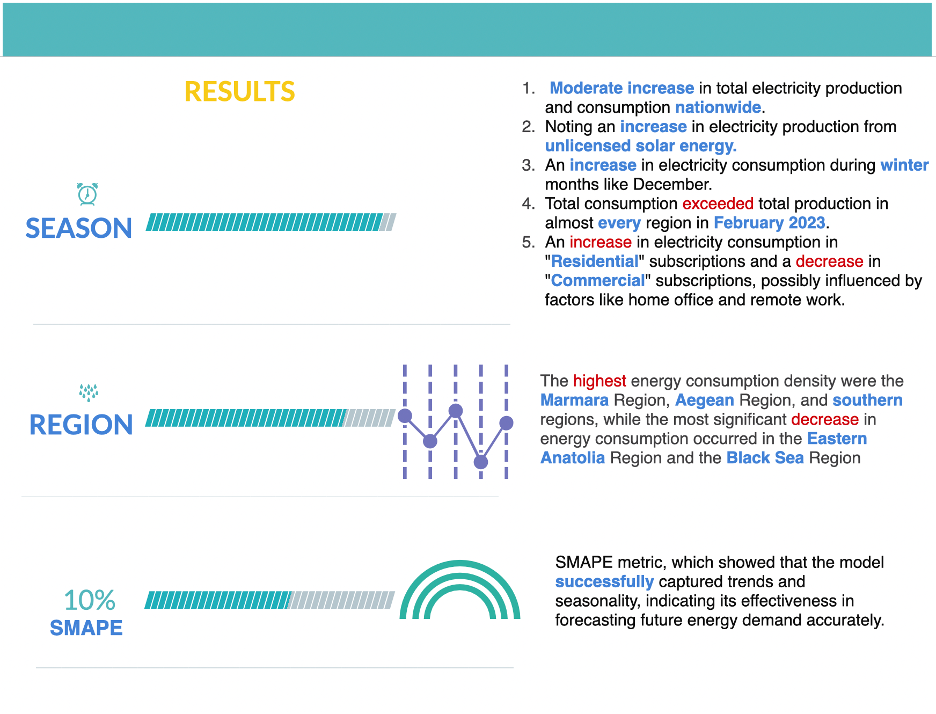 RESULTS
SEASON
1. Moderate increase in total electricity production
and consumption nationwide.
2. Noting an increase in electricity production from
unlicensed solar energy.
3. An increase in electricity consumption during winter
months like December.
4. Total consumption exceeded total production in
almost every region in February 2023.
5. An increase in electricity consumption in
"Residential" subscriptions and a decrease in
"Commercial" subscriptions, possibly influenced by
factors like home office and remote work.
REGION
The highest energy consumption density were the
Marmara Region, Aegean Region, and southern
regions, while the most significant decrease in
energy consumption occurred in the Eastern
Anatolia Region and the Black Sea Region
10%
SMAPE
SMAPE metric, which showed that the model
successfully captured trends and
seasonality, indicating its effectiveness in
forecasting future energy demand accurately.